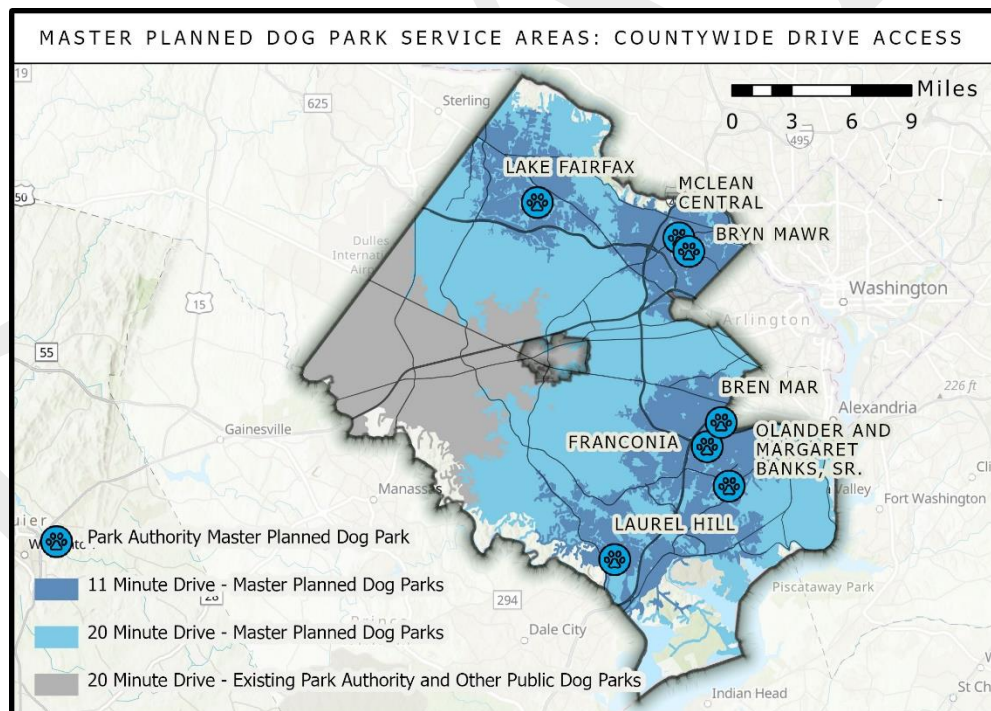 MASTER PLANNED DOG PARK SERVICE AREAS: COUNTYWIDE DRIVE ACCESS
Miles
0 3 6 9
19
625
Sterling
495
LAKE FAIRFAX
MCLEAN
CENTRAL
50
BRYN MAWR
Dulles
International
Airport
15
Washington
Arlington
55
BREN MAR
226 ft
Alexandria
Gainesville
FRANCONIA
OLANDER AND
MARGARET
BANKS, SR.
Manassas
Valley
Fort Washington
LAUREL HILL
Park Authority Master Planned Dog Park
11 Minute Drive - Master Planned Dog Parks
Piscataway Park
28
294
20 Minute Drive - Master Planned Dog Parks
Dale City
20 Minute Drive - Existing Park Authority and Other Public Dog Parks
Indian Head
St Ch